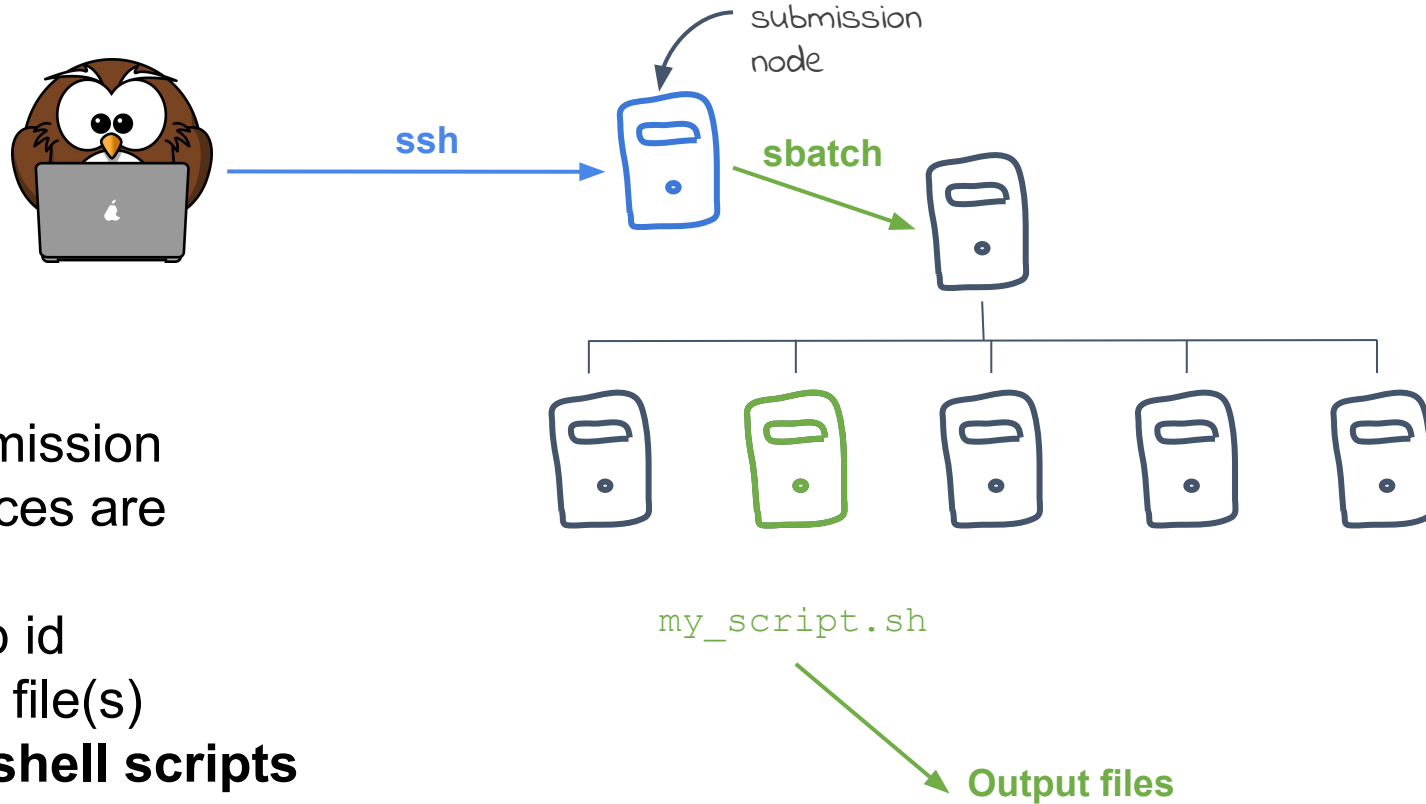 submission
node
ssh
sbatch
mission
ces are
o id
file(s)
shell scripts
my_script.sh
Output files